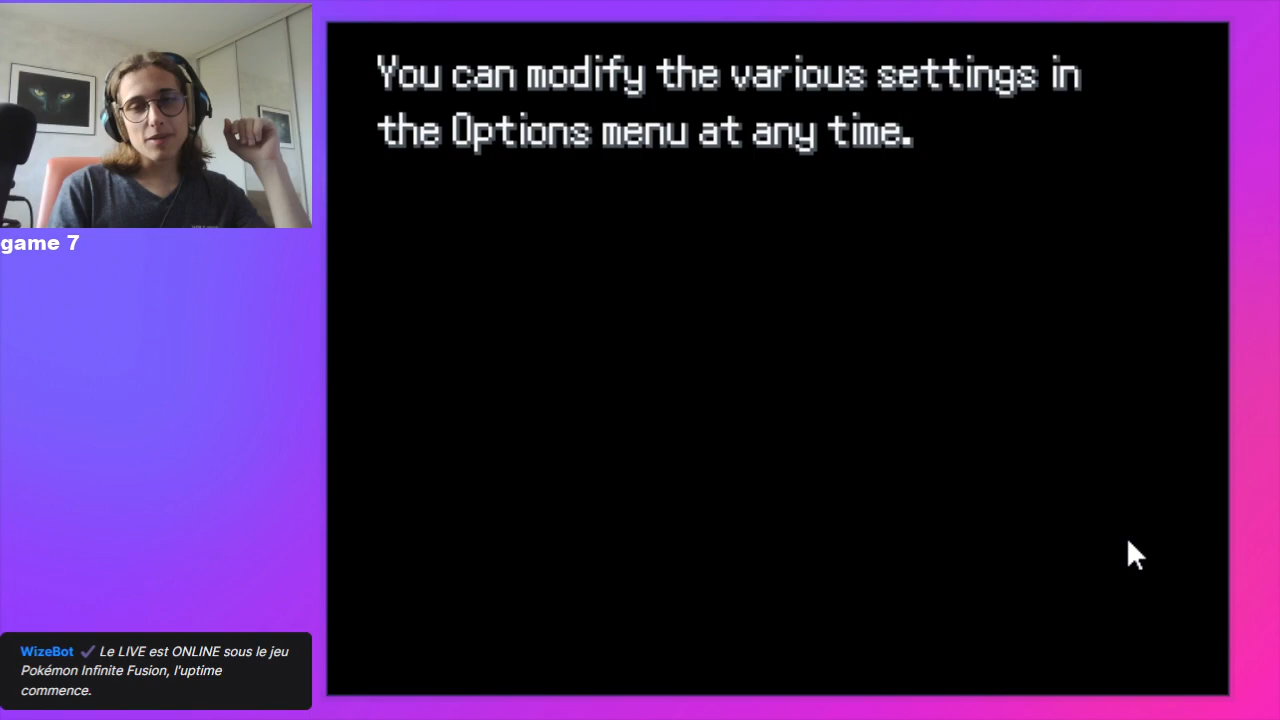 You can modify the various settings in
the Options menu at any time.
game 7
WizeBot ✔ Le LIVE est ONLINE sous le jeu
Pokémon Infinite Fusion, l'uptime
commence.